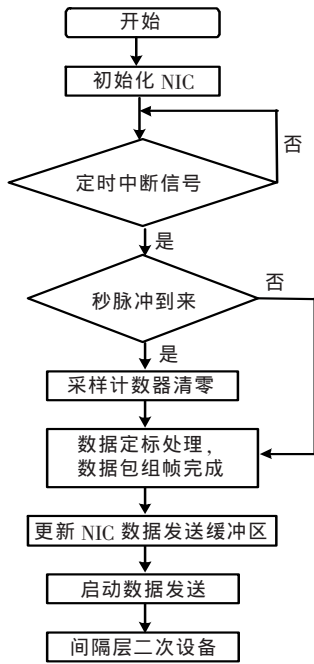 开始
初始化 NIC
否
定时中断信号
是
否
秒脉冲到来
是
采样计数器清零
数据定标处理，
数据包组帧完成
更新 NIC 数据发送缓冲区
启动数据发送
间隔层二次设备